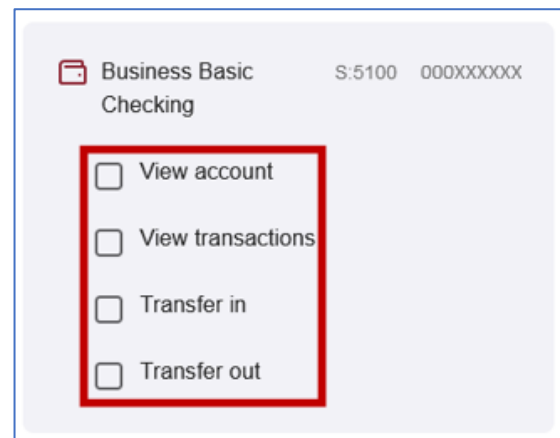 Business Basic Checking S:5100 000XXXXXX
View account
View transactions
Transfer in
Transfer out